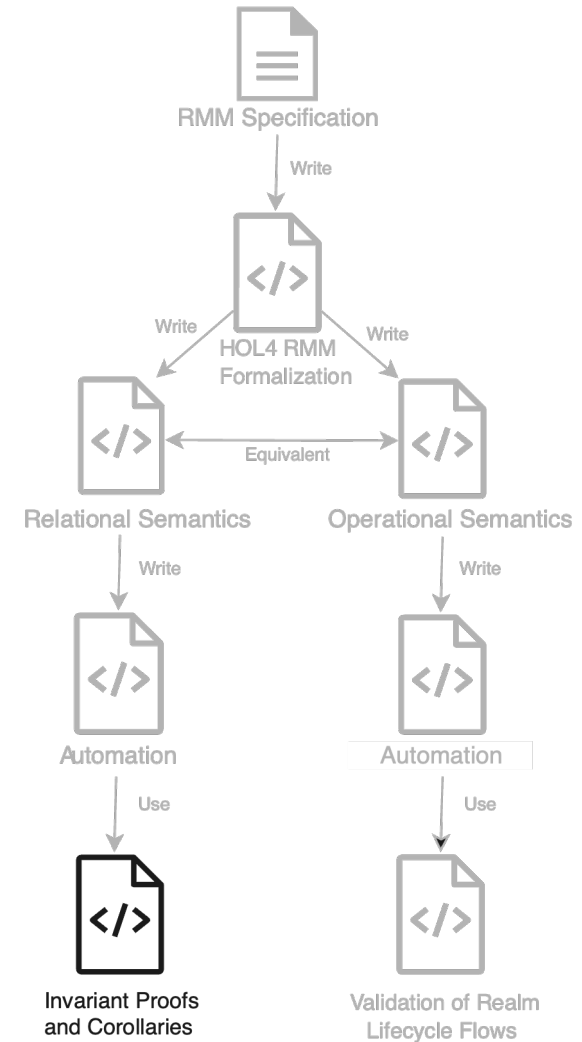 RMM Specification
Write
</>
Write
Write
HOL4 RMM
Formalization
</>
</>
Equivalent
Relational Semantics
Operational Semantics
Write
Write
</>
</>
Automation
Automation
Use
Use
</>
</>
Invariant Proofs
and Corollaries
Validation of Realm
Lifecycle Flows